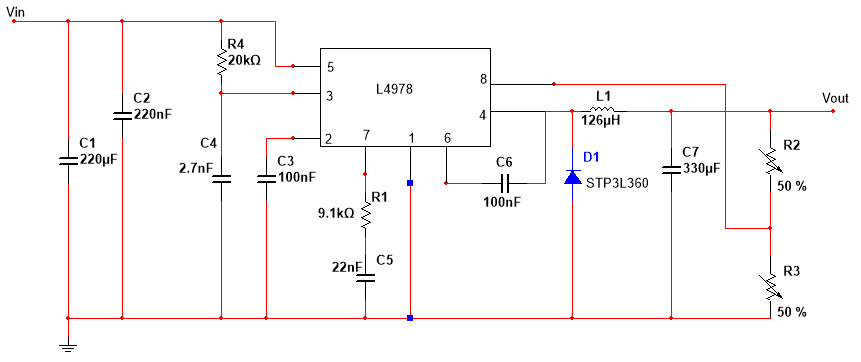 Vin
R4
20kΩ
5
3
2
L4978
8
4
7
1
6
L1
126µH
Vout
C2
220nF
C1
220µF
C4
2.7nF
C3
100nF
R1
9.1kΩ
C5
22nF
C6
100nF
D1
STP3L360
C7
330µF
R2
50 %
R3
50 %